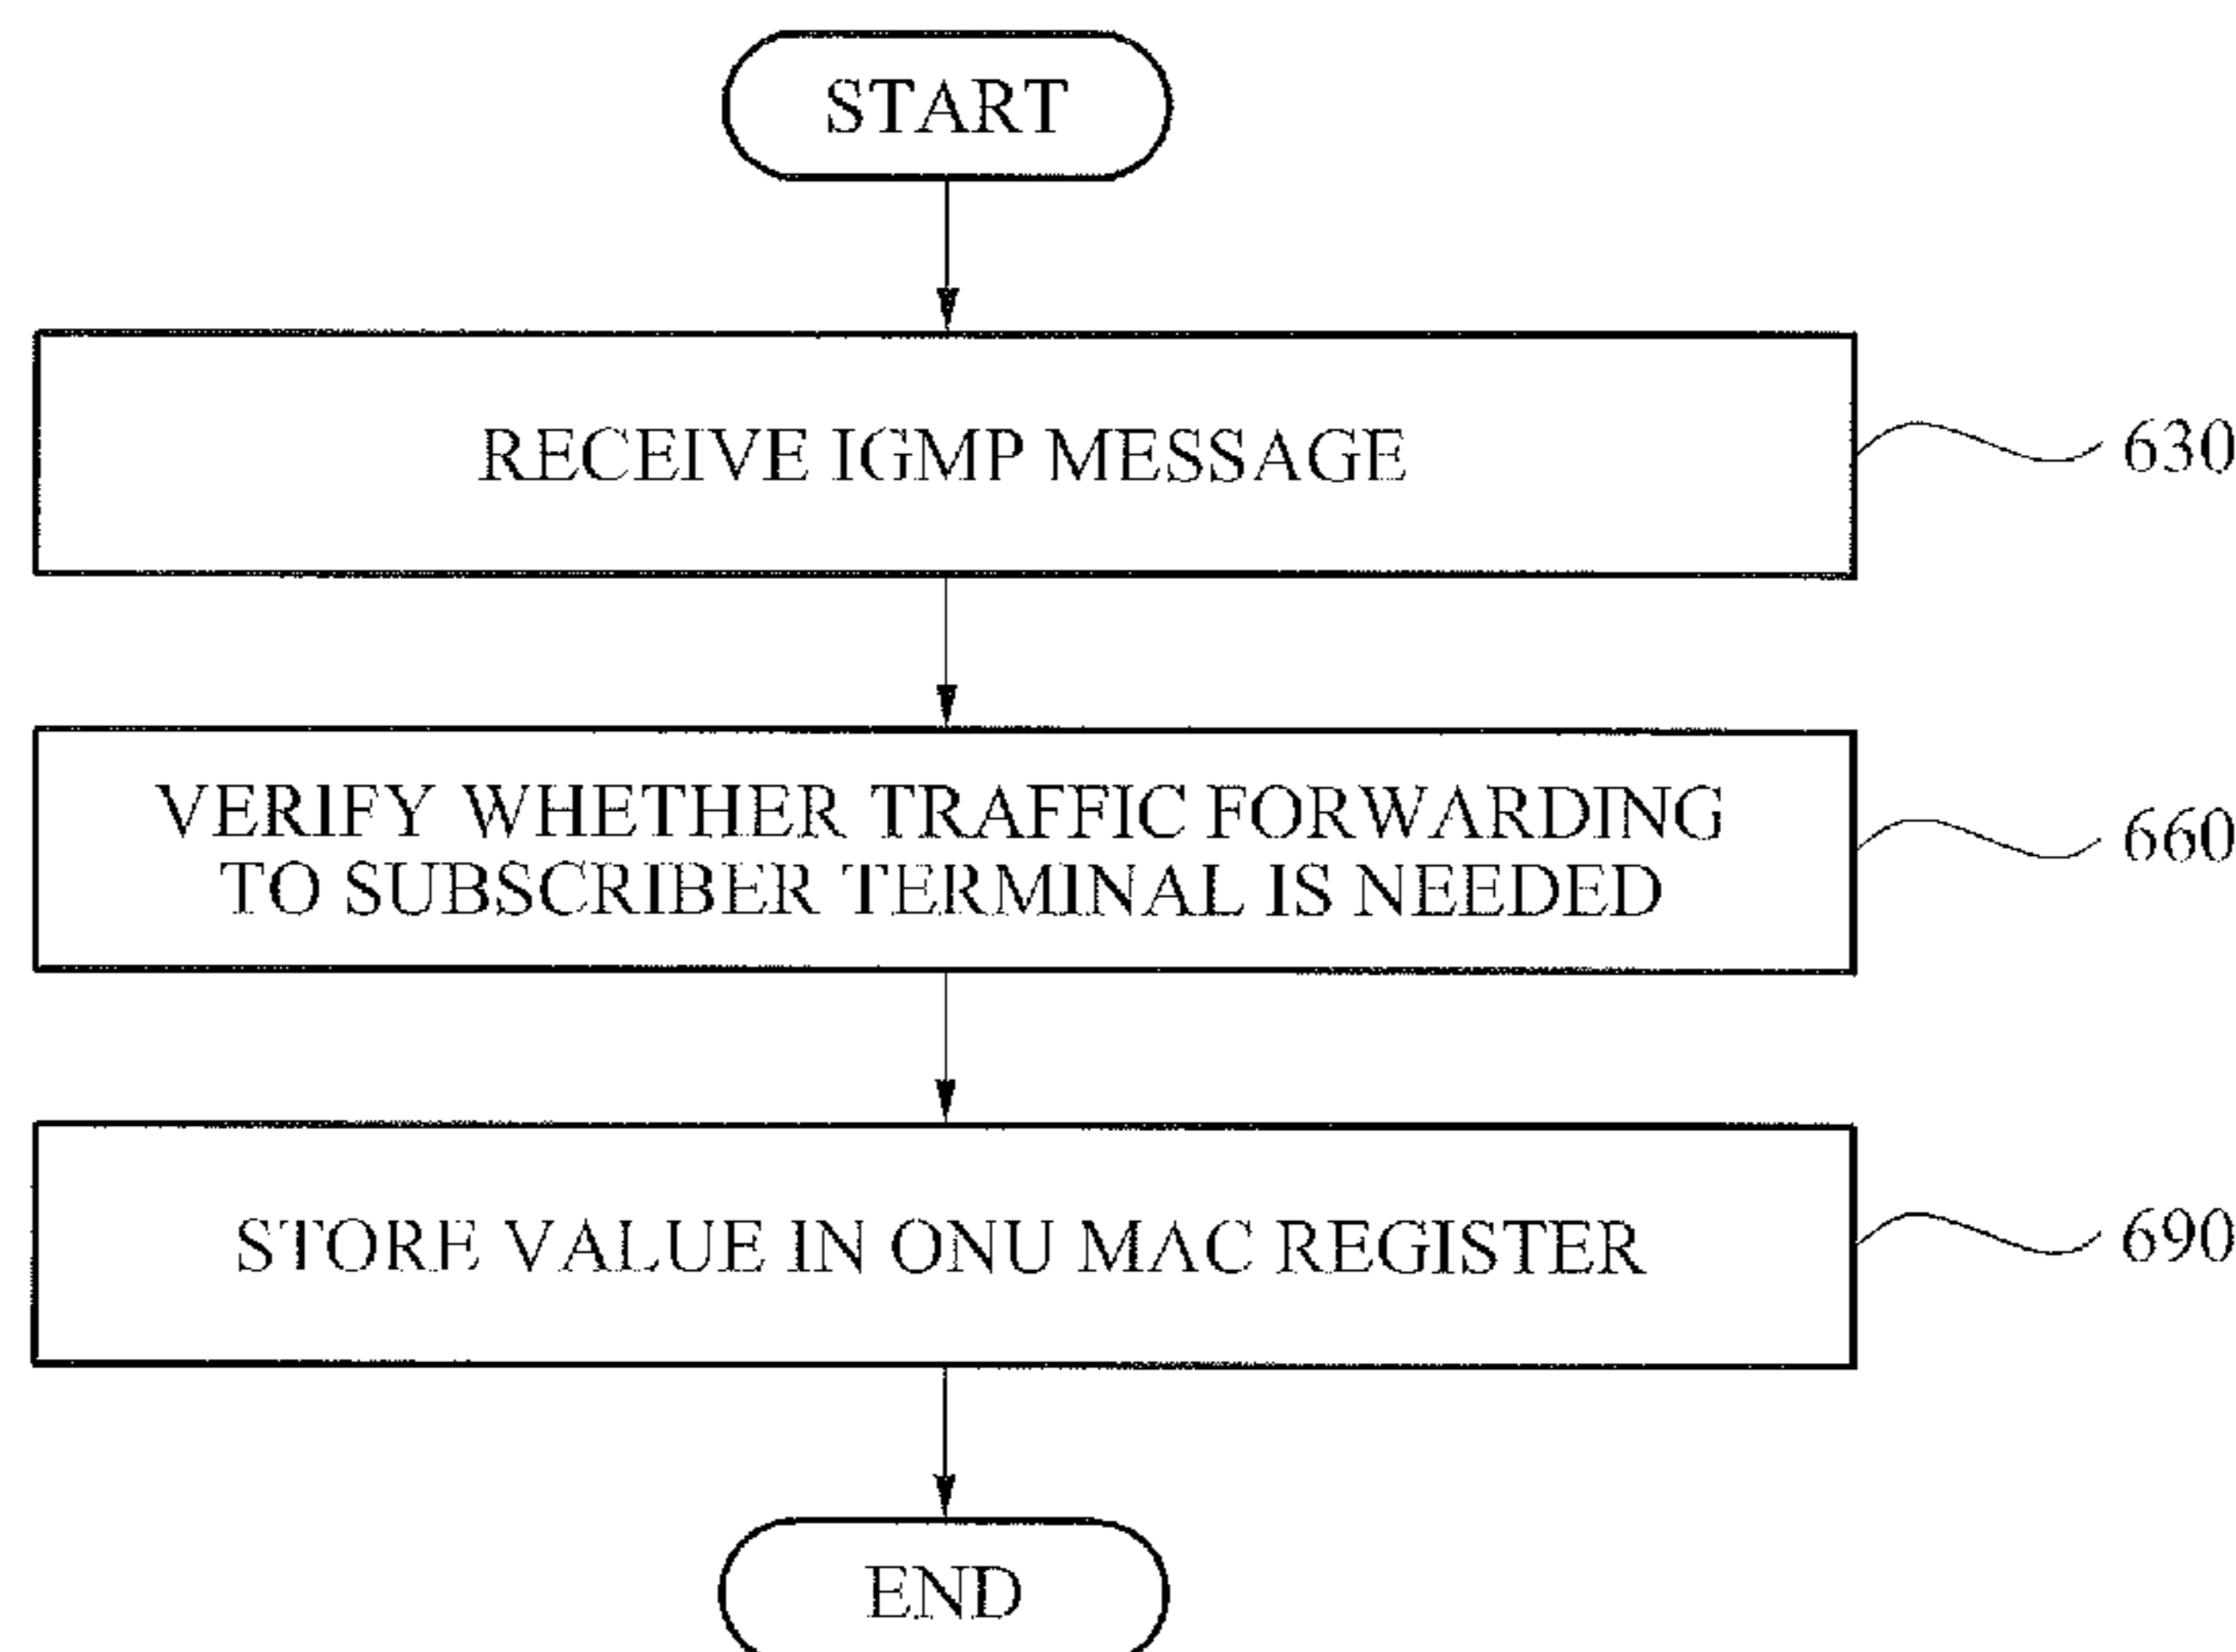 START
RECEIVE IGMP MESSAGE
630
VERIFY WHETHER TRAFFIC FORWARDING
TO SUBSCRIBER TERMINAL IS NEEDED
660
STORE VALUE IN ONU MAC REGISTER
690
END